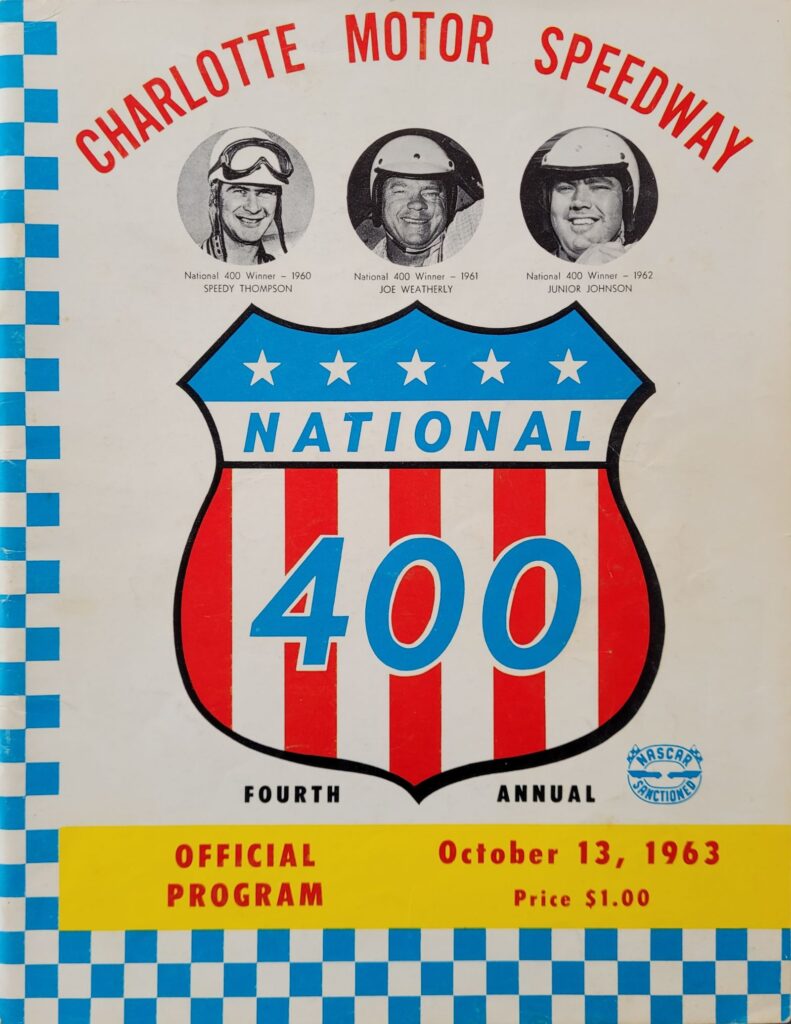 CHARLOTTE MOTOR SPEEDWAY
National 400 Winner – 1960
SPEEDY THOMPSON
National 400 Winner – 1961
JOE WEATHERLY
National 400 Winner – 1962
JUNIOR JOHNSON
NATIONAL
400
FOURTH ANNUAL
NASCAR
SANCTIONED
OFFICIAL
PROGRAM
October 13, 1963
Price $1.00